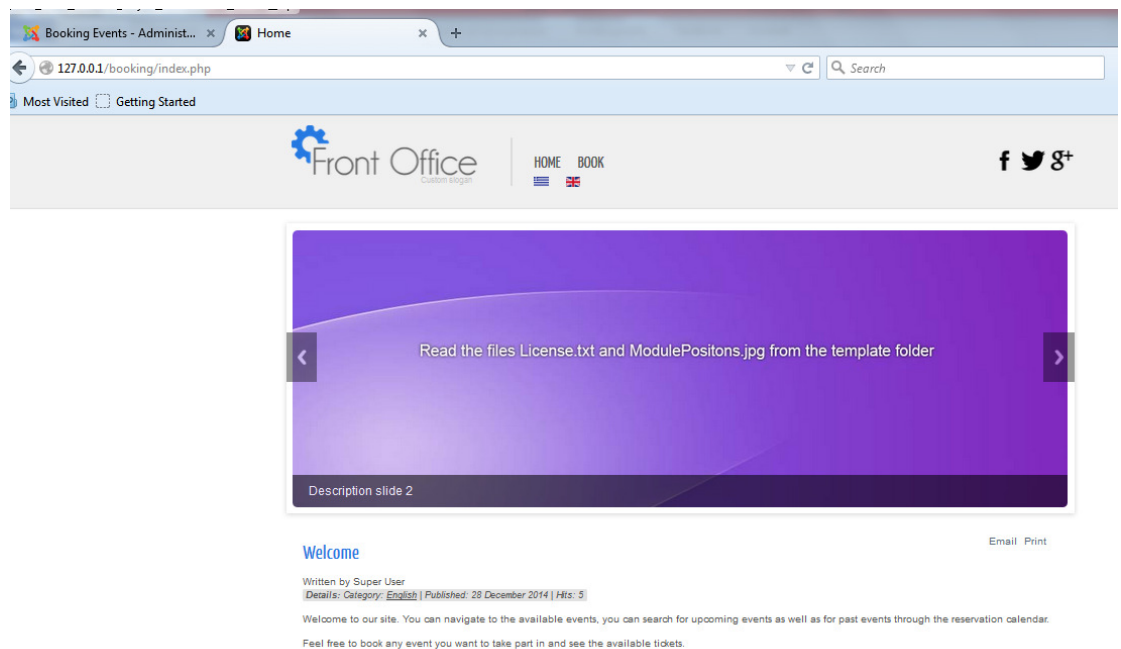 Booking Events - Administ... × Home × +
127.0.0.1/booking/index.php Search
Most Visited Getting Started
Front Office
Custom slogan
HOME BOOK
f g+
Read the files License.txt and ModulePositons.jpg from the template folder
Description slide 2
Email Print
Welcome
Written by Super User
Details: Category: English | Published: 28 December 2014 | Hits: 5
Welcome to our site. You can navigate to the available events, you can search for upcoming events as well as for past events through the reservation calendar.
Feel free to book any event you want to take part in and see the available tickets.